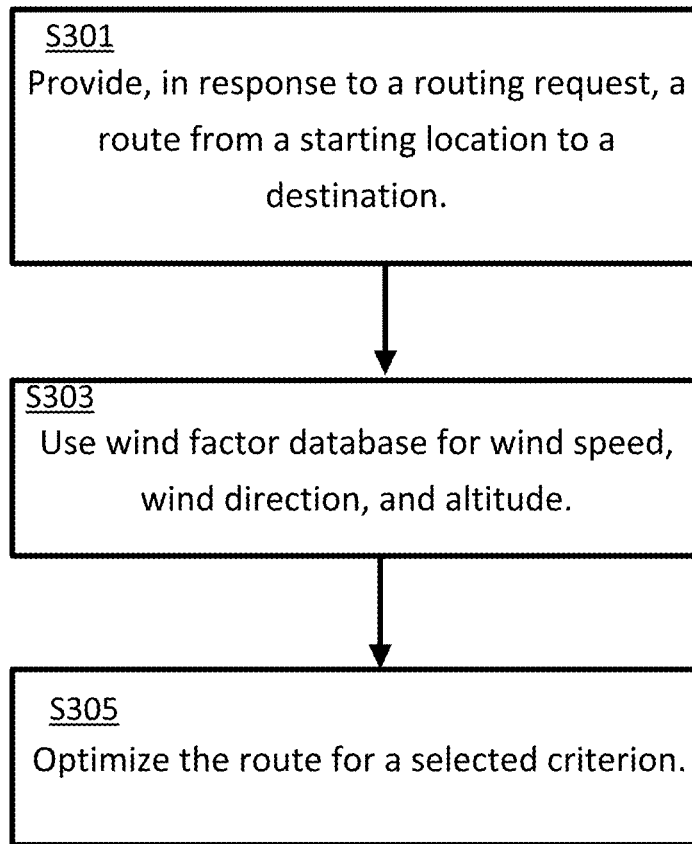 S301
Provide, in response to a routing request, a
route from a starting location to a
destination.
S303
Use wind factor database for wind speed,
wind direction, and altitude.
S305
Optimize the route for a selected criterion.